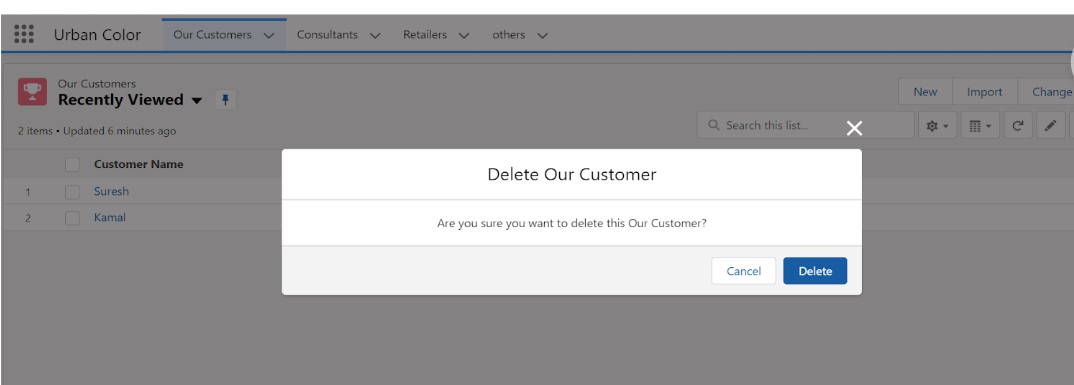 Urban Color Our Customers Consultants Retailers others
Our Customers
Recently Viewed
New Import Change
2 items • Updated 6 minutes ago
Search this list...
Customer Name
1 Suresh
2 Kamal
Delete Our Customer
Are you sure you want to delete this Our Customer?
Cancel Delete